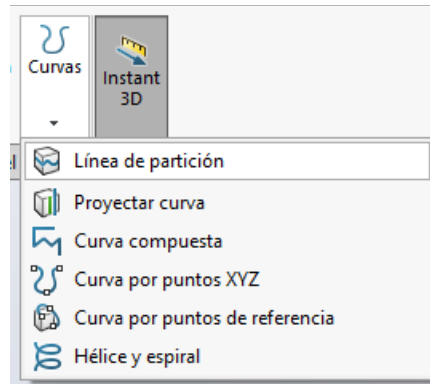 Curvas
Instant
3D
Línea de partición
Proyectar curva
Curva compuesta
Curva por puntos XYZ
Curva por puntos de referencia
Hélice y espiral